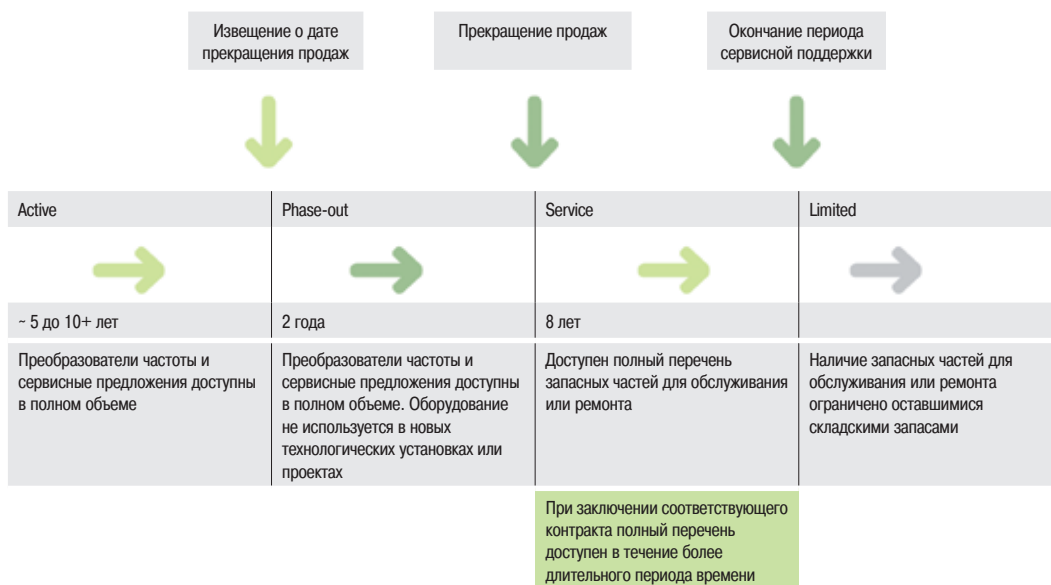 Извещение о дате
прекращения продаж
Прекращение продаж
Окончание периода
сервисной поддержки
Active
Phase-out
Service
Limited
~ 5 до 10+ лет
2 года
8 лет
Преобразователи частоты и
сервисные предложения доступны
в полном объеме
Преобразователи частоты и
сервисные предложения доступны
в полном объеме. Оборудование
не используется в новых
технологических установках или
проектах
Доступен полный перечень
запасных частей для обслуживания
или ремонта
Наличие запасных частей для
обслуживания или ремонта
ограничено оставшимися
складскими запасами
При заключении соответствующего
контракта полный перечень
доступен в течение более
длительного периода времени